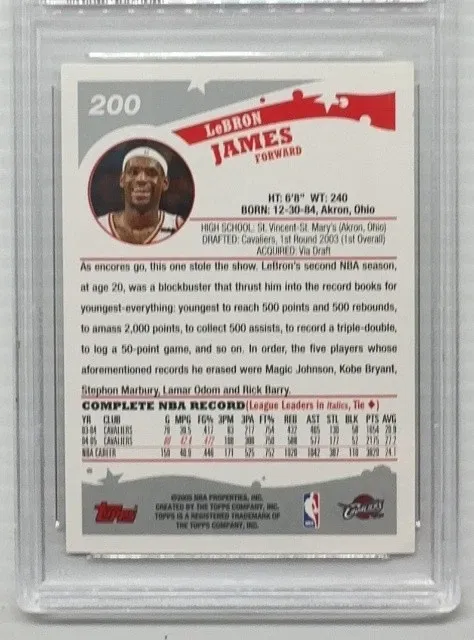 200
LeBRON
JAMES
FORWARD
HT: 6'8" WT: 240
BORN: 12-30-84, Akron, Ohio
HIGH SCHOOL: St. Vincent-St. Mary's (Akron, Ohio)
DRAFTED: Cavaliers, 1st Round 2003 (1st Overall)
ACQUIRED: Via Draft
As encores go, this one stole the show. LeBron's second NBA season,
at age 20, was a blockbuster that thrust him into the record books for
youngest-everything: youngest to reach 500 points and 500 rebounds,
to amass 2,000 points, to collect 500 assists, to record a triple-double,
to log a 50-point game, and so on. In order, the five players whose
aforementioned records he erased were Magic Johnson, Kobe Bryant,
Stephon Marbury, Lamar Odom and Rick Barry.
COMPLETE NBA RECORD (League Leaders in Italics, Tie ♦)
YR CLUB G MPG FG% 3PM 3PA FT% REB AST STL BLK PTS AVG
03-04 CAVALIERS 79 39.5 417 63 217 754 432 465 130 58 1654 20.9
04-05 CAVALIERS 80 42.4 472 108 308 750 588 577 177 52 2175 27.2
NBA CAREER 159 40.9 446 171 525 752 1020 1042 307 110 3829 24.1
©2005 NBA PROPERTIES, INC.
CREATED BY THE TOPPS COMPANY, INC.
TOPPS IS A REGISTERED TRADEMARK OF
THE TOPPS COMPANY, INC.
Topps
CAVALIERS